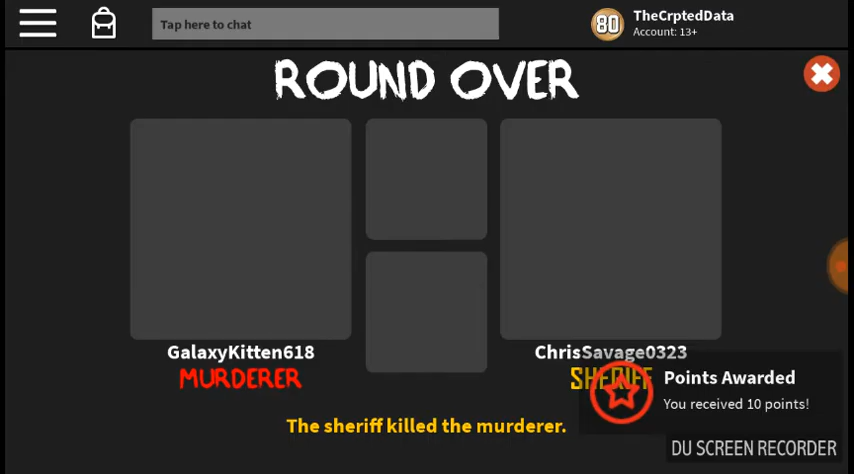 Tap here to chat
80
TheCrptedData
Account: 13+
ROUND OVER
GalaxyKitten618
MURDERER
ChrisSavage0323
SHERIFF
Points Awarded
You received 10 points!
The sheriff killed the murderer.
DU SCREEN RECORDER